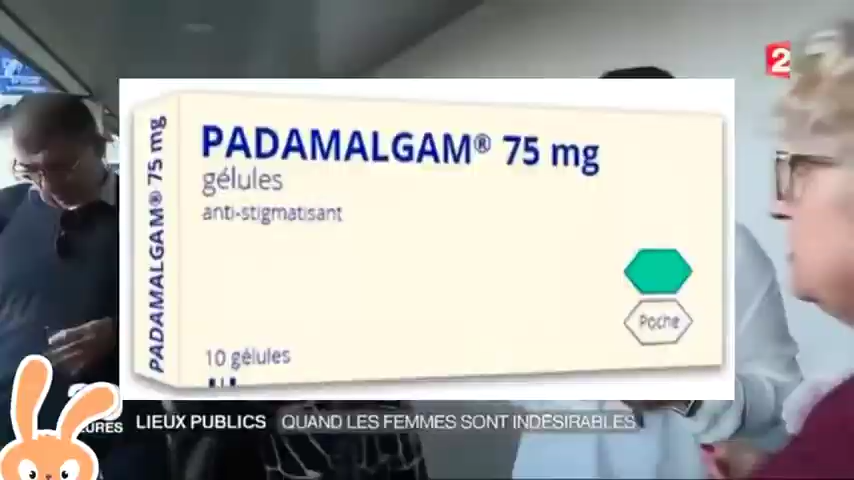 2
PADAMALGAM® 75 mg
PADAMALGAM® 75 mg
gélules
anti-stigmatisant
Poche
10 gélules
LIEUX PUBLICS QUAND LES FEMMES SONT INDÉSIRABLES